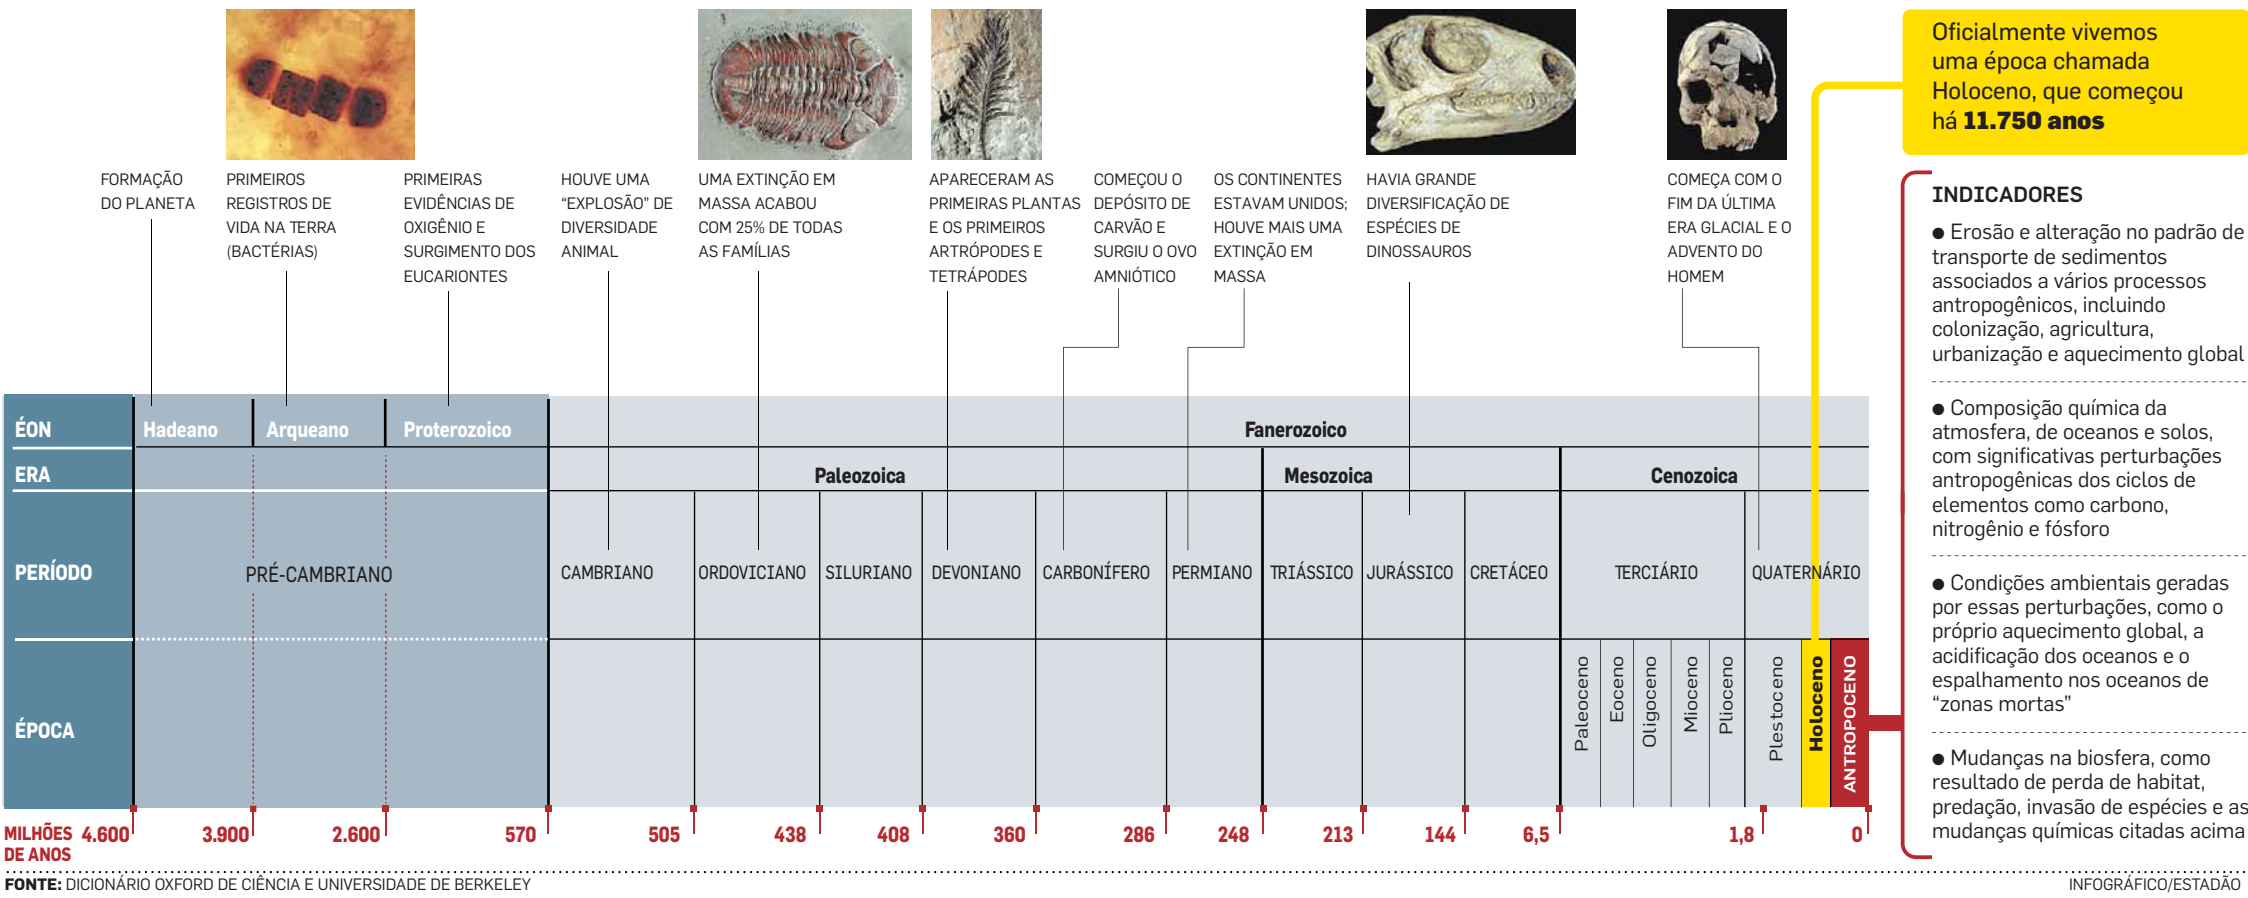 Oficialmente vivemos
uma época chamada
Holoceno, que começou
há 11.750 anos
FORMAÇÃO
DO PLANETA
PRIMEIROS
REGISTROS DE
VIDA NA TERRA
(BACTÉRIAS)
PRIMEIRAS
EVIDÊNCIAS DE
OXIGÊNIO E
SURGIMENTO DOS
EUCARIONTES
HOUVE UMA
“EXPLOSÃO” DE
DIVERSIDADE
ANIMAL
UMA EXTINÇÃO EM
MASSA ACABOU
COM 25% DE TODAS
AS FAMÍLIAS
APARECERAM AS
PRIMEIRAS PLANTAS
E OS PRIMEIROS
ARTRÓPODES E
TETRÁPODES
COMEÇOU O
DEPÓSITO DE
CARVÃO E
SURGIU O OVO
AMNIÓTICO
OS CONTINENTES
ESTAVAM UNIDOS;
HOUVE MAIS UMA
EXTINÇÃO EM
MASSA
HAVIA GRANDE
DIVERSIFICAÇÃO DE
ESPÉCIES DE
DINOSSAUROS
COMEÇA COM O
FIM DA ÚLTIMA
ERA GLACIAL E O
ADVENTO DO
HOMEM
INDICADORES
● Erosão e alteração no padrão de
transporte de sedimentos
associados a vários processos
antropogênicos, incluindo
colonização, agricultura,
urbanização e aquecimento global
● Composição química da
atmosfera, de oceanos e solos,
com significativas perturbações
antropogênicas dos ciclos de
elementos como carbono,
nitrogênio e fósforo
● Condições ambientais geradas
por essas perturbações, como o
próprio aquecimento global, a
acidificação dos oceanos e o
espalhamento nos oceanos de
“zonas mortas”
● Mudanças na biosfera, como
resultado de perda de habitat,
predação, invasão de espécies e as
mudanças químicas citadas acima
ÉON Hadeano Arqueano Proterozoico Fanerozoico
ERA Paleozoica Mesozoica Cenozoica
PERÍODO PRÉ-CAMBRIANO CAMBRIANO ORDOVICIANO SILURIANO DEVONIANO CARBONÍFERO PERMIANO TRIÁSSICO JURÁSSICO CRETÁCEO TERCIÁRIO QUATERNÁRIO
ÉPOCA Paleoceno Eoceno Oligoceno Mioceno Plioceno Plestoceno Holoceno ANTROPOCENO
MILHÕES
DE ANOS
4.600 3.900 2.600 570 505 438 408 360 286 248 213 144 6,5 1,8 0
FONTE: DICIONÁRIO OXFORD DE CIÊNCIA E UNIVERSIDADE DE BERKELEY
INFOGRÁFICO/ESTADÃO